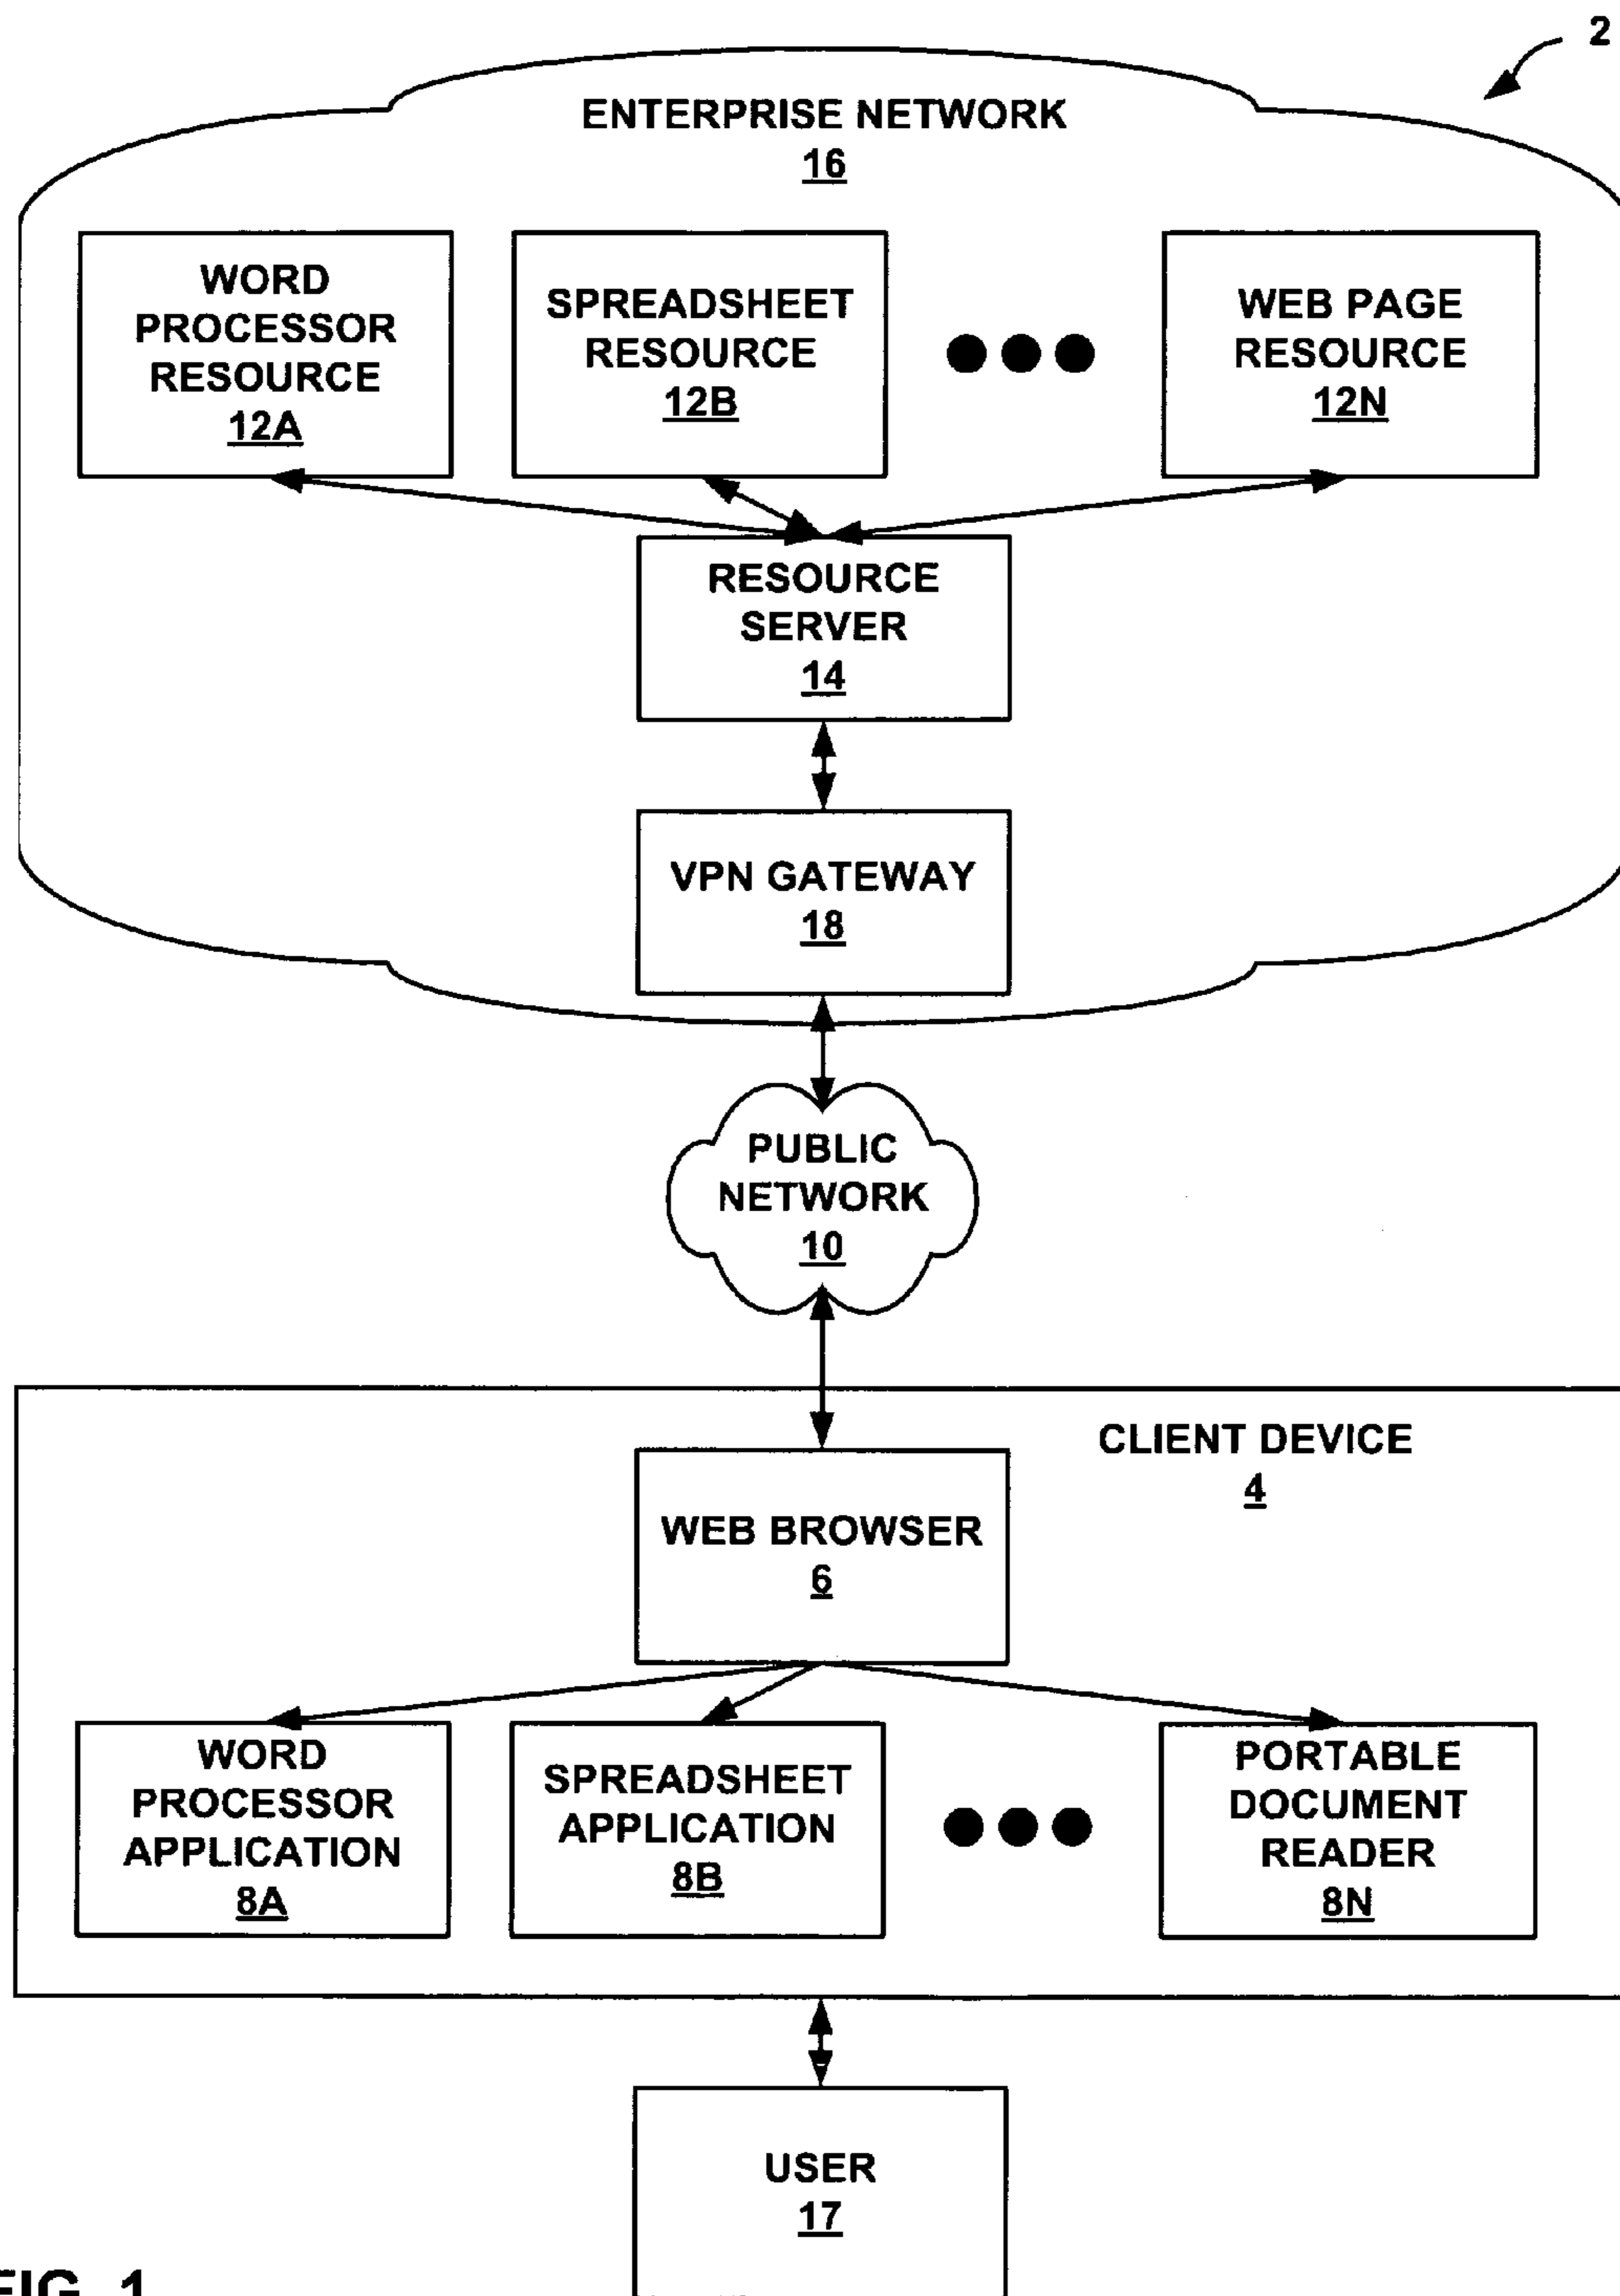 2
ENTERPRISE NETWORK
16
WORD
PROCESSOR
RESOURCE
12A
SPREADSHEET
RESOURCE
12B
WEB PAGE
RESOURCE
12N
RESOURCE
SERVER
14
VPN GATEWAY
18
PUBLIC
NETWORK
10
CLIENT DEVICE
4
WEB BROWSER
6
WORD
PROCESSOR
APPLICATION
8A
SPREADSHEET
APPLICATION
8B
PORTABLE
DOCUMENT
READER
8N
USER
17
FIG. 1